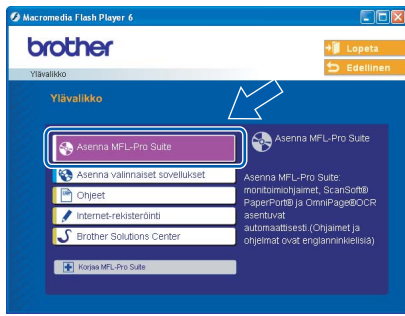 Macromedia Flash Player 6
brother
Lopeta
Edellinen
Ylävalikko
Ylävalikko
Asenna MFL-Pro Suite
Asenna valinnaiset sovellukset
Ohjeet
Internet-rekisteröinti
Brother Solutions Center
Korjaa MFL-Pro Suite
Asenna MFL-Pro Suite
Asenna MFL-Pro Suite:
monitoimiohjaimet, ScanSoft®
PaperPort® ja OmniPage®OCR
asentuvat
automaattisesti.(Ohjaimet ja
ohjelmat ovat englanninkielisiä)